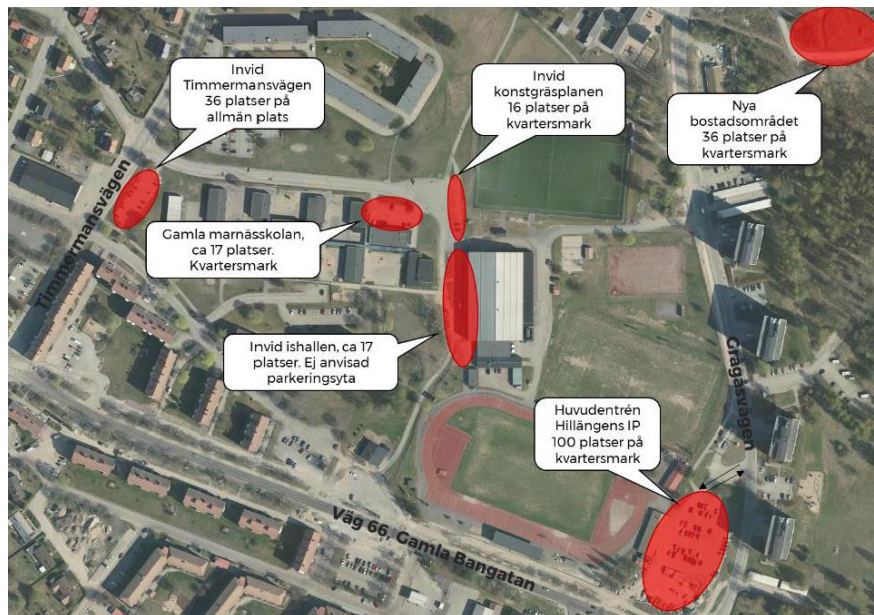 Invid
Timmermansvägen
36 platser på
allmän plats
Invid
konstgräsplanen
16 platser på
kvartersmark
Nya
bostadsområdet
36 platser på
kvartersmark
Timmermansvägen
Gamla marnässkolan,
ca 17 platser.
Kvartersmark
Invid ishallen, ca 17
platser. Ej anvisad
parkeringsyta
Grågåsvägen
Huvudentrén
Hillängens IP
100 platser på
kvartersmark
Väg 66, Gamla Bangatan